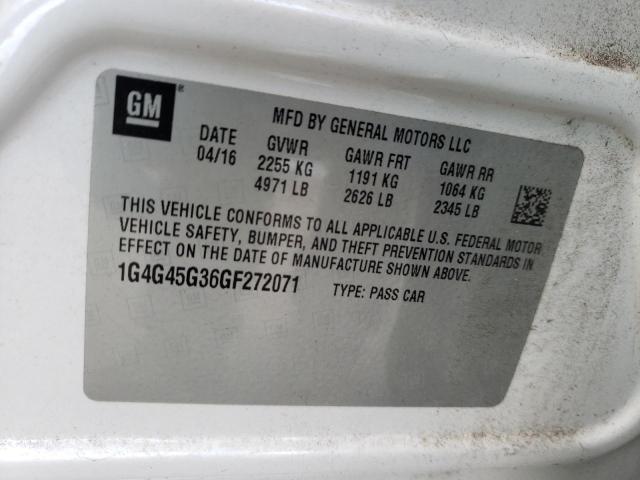 GM
MFD BY GENERAL MOTORS LLC
DATE GVWR GAWR FRT GAWR RR
04/16 2255 KG 1191 KG 1064 KG
4971 LB 2626 LB 2345 LB
THIS VEHICLE CONFORMS TO ALL APPLICABLE U.S. FEDERAL MOTOR
VEHICLE SAFETY, BUMPER, AND THEFT PREVENTION STANDARDS IN
EFFECT ON THE DATE OF MANUFACTURE SHOWN ABOVE.
1G4G45G36GF272071 TYPE: PASS CAR